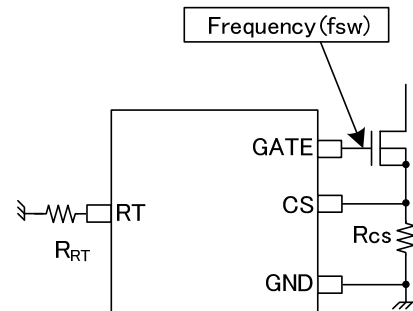 Frequency(fsw)
GATE
RT
CS
RRT
Rcs
GND